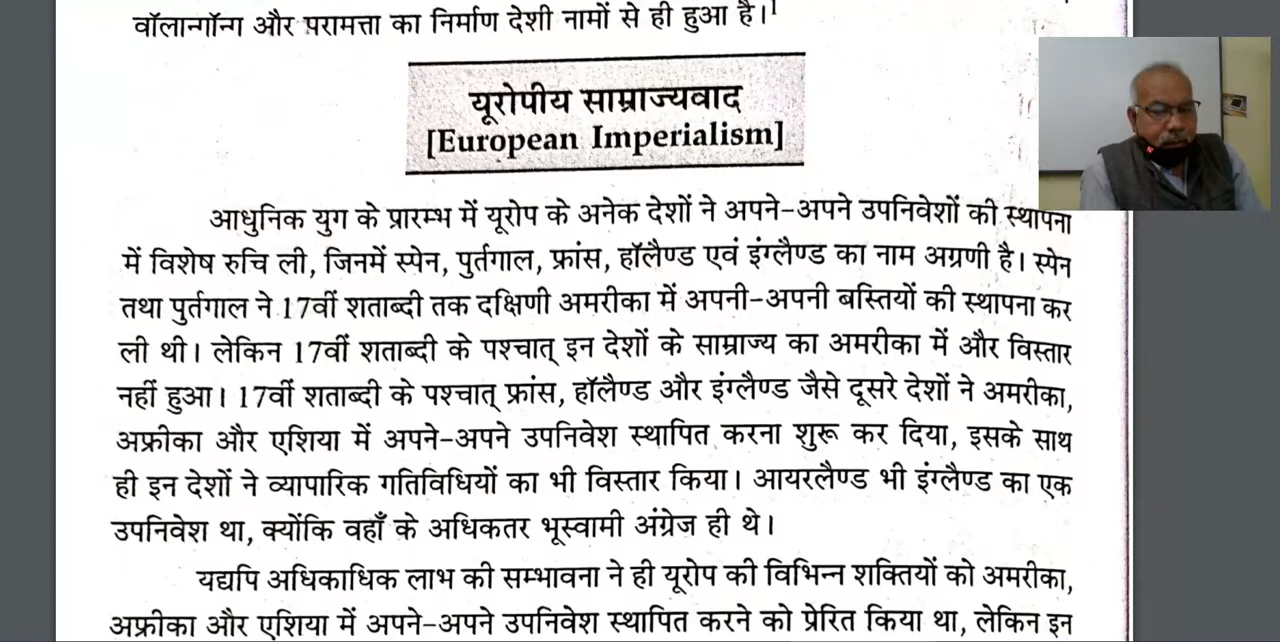 वॉलान्गॉन्ग और परामत्ता का निर्माण देशी नामों से ही हुआ है।¹
यूरोपीय साम्राज्यवाद
[European Imperialism]
आधुनिक युग के प्रारम्भ में यूरोप के अनेक देशों ने अपने-अपने उपनिवेशों की स्थापना
में विशेष रुचि ली, जिनमें स्पेन, पुर्तगाल, फ्रांस, हॉलैण्ड एवं इंग्लैण्ड का नाम अग्रणी है। स्पेन
तथा पुर्तगाल ने 17वीं शताब्दी तक दक्षिणी अमरीका में अपनी-अपनी बस्तियों की स्थापना कर
ली थी। लेकिन 17वीं शताब्दी के पश्चात् इन देशों के साम्राज्य का अमरीका में और विस्तार
नहीं हुआ। 17वीं शताब्दी के पश्चात् फ्रांस, हॉलैण्ड और इंग्लैण्ड जैसे दूसरे देशों ने अमरीका,
अफ्रीका और एशिया में अपने-अपने उपनिवेश स्थापित करना शुरू कर दिया, इसके साथ
ही इन देशों ने व्यापारिक गतिविधियों का भी विस्तार किया। आयरलैण्ड भी इंग्लैण्ड का एक
उपनिवेश था, क्योंकि वहाँ के अधिकतर भूस्वामी अंग्रेज ही थे।
यद्यपि अधिकाधिक लाभ की सम्भावना ने ही यूरोप की विभिन्न शक्तियों को अमरीका,
अफ्रीका और एशिया में अपने-अपने उपनिवेश स्थापित करने को प्रेरित किया था, लेकिन इन